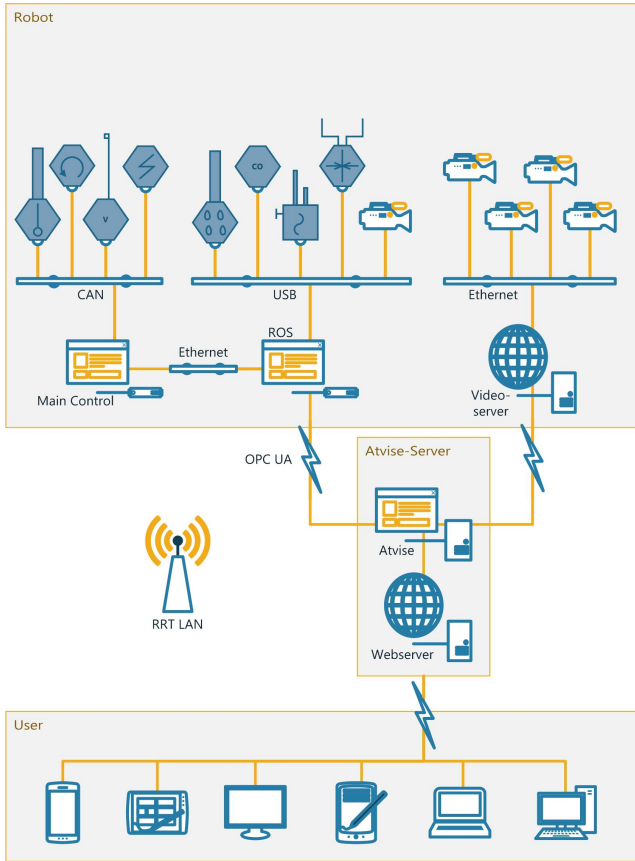 Robot
CO
V
CAN
USB
Ethernet
ROS
Ethernet
Main Control
Video-
server
OPC UA
Atvise-Server
Atvise
RRT LAN
Webserver
User